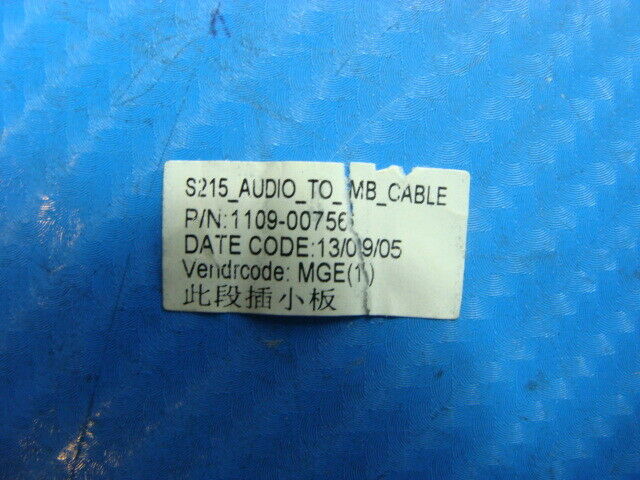 S215_AUDIO_TO_MB_CABLE
P/N:1109-00756
DATE CODE:13/09/05
Vendrcode: MGE(1)
此段插小板